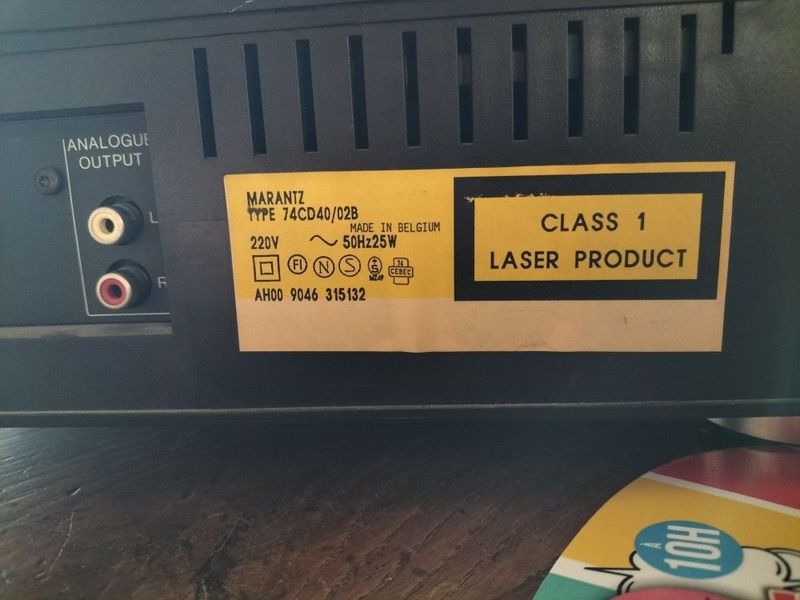 ANALOGUE
OUTPUT
L
R
MARANTZ
TYPE 74CD40/02B
MADE IN BELGIUM
220V ~ 50Hz25W
FI N S S
CEBEC
AH00 9046 315132
CLASS 1
LASER PRODUCT
À
10H